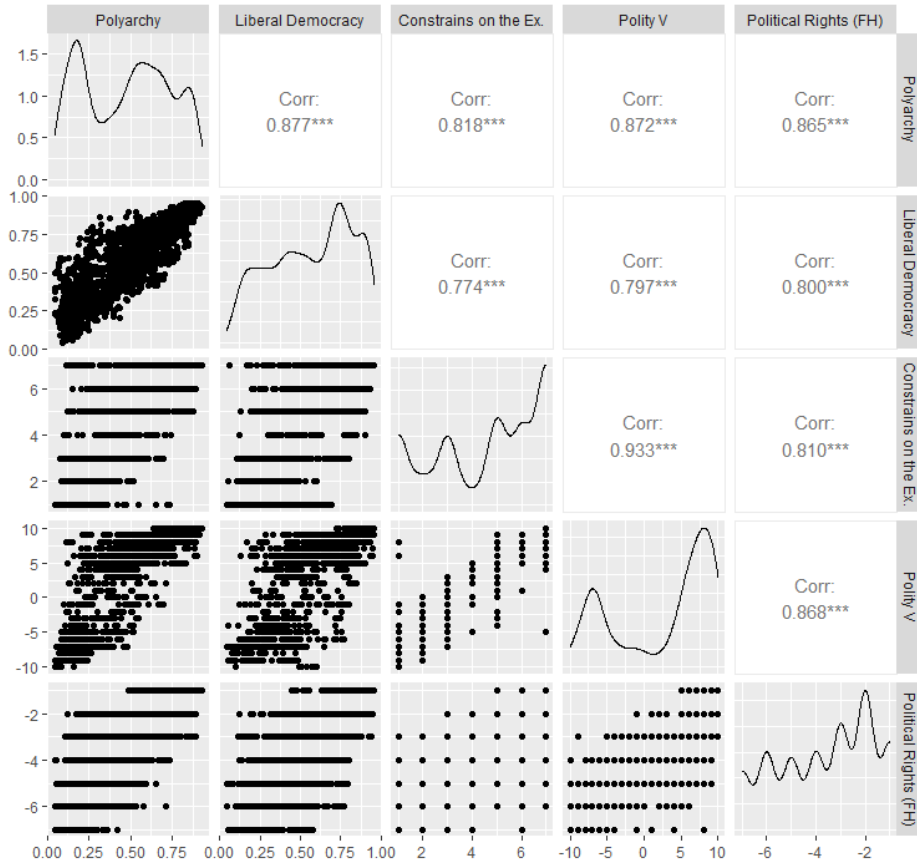 Polyarchy
Liberal Democracy
Constrains on the Ex.
Polity V
Political Rights (FH)
1.5
1.0
0.5
0.0
Corr:
0.877***
Corr:
0.818***
Corr:
0.872***
Corr:
0.865***
Polyarchy
1.00
0.75
0.50
0.25
0.00
Corr:
0.774***
Corr:
0.797***
Corr:
0.800***
Liberal Democracy
6
4
2
Corr:
0.933***
Corr:
0.810***
Constrains on the Ex.
10
5
0
-5
-10
Corr:
0.868***
Polity V
-2
-4
-6
Political Rights (FH)
0.00 0.25 0.50 0.75 1.00
0.00 0.25 0.50 0.75 1.00
2 4 6
-10 -5 0 5 10
-6 -4 -2